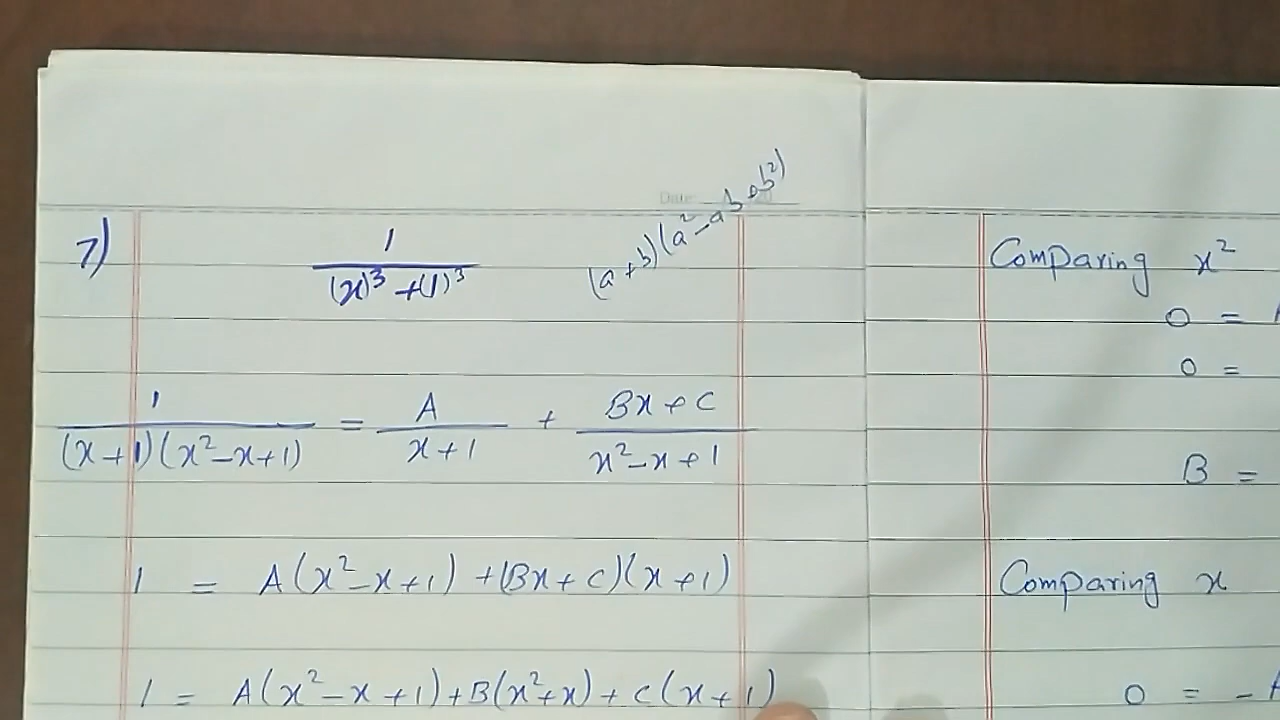 Date
(a+b)(a²-ab+b²)
7) 1/((x)³+(1)³)
1/((x+1)(x²-x+1)) = A/(x+1) + (Bx+C)/(x²-x+1)
1 = A(x²-x+1) + (Bx+C)(x+1)
1 = A(x²-x+1)+B(x²+x)+C(x+1)
Comparing x²
0 =
0 =
B =
Comparing x
0 = -A